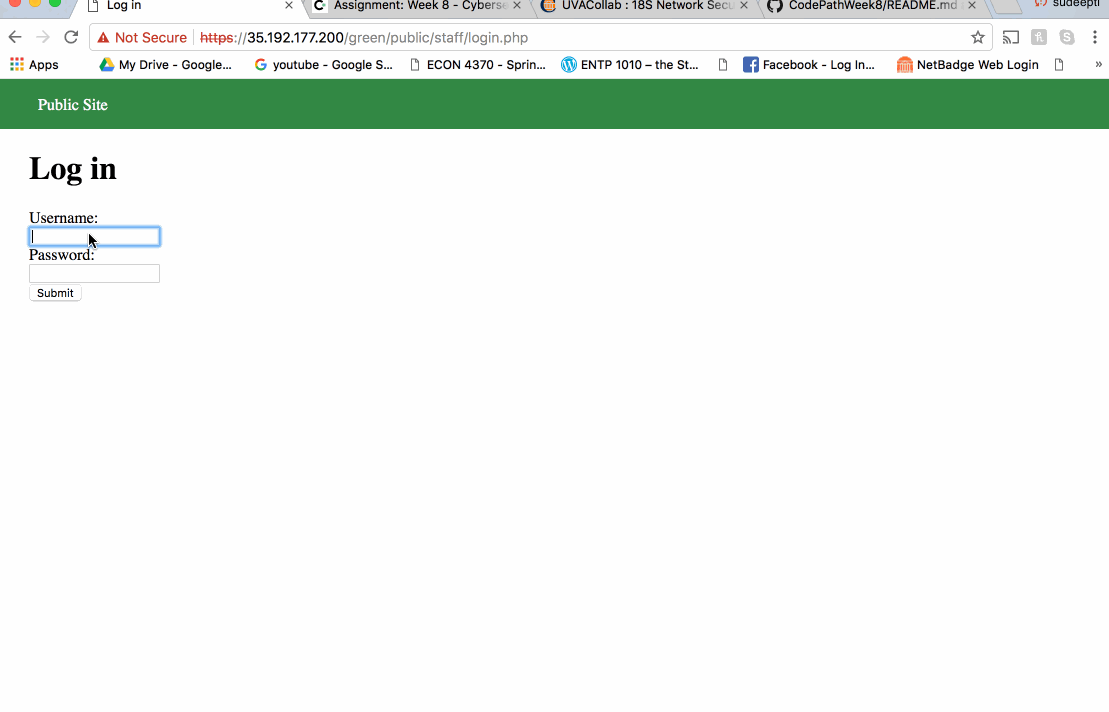 Log in
Assignment: Week 8 - Cyberse
UVACollab : 18S Network Secu
CodePathWeek8/README.md
sudeepti
Not Secure https://35.192.177.200/green/public/staff/login.php
Apps My Drive - Google... youtube - Google S... ECON 4370 - Sprin... ENTP 1010 – the St... Facebook - Log In... NetBadge Web Login »
Public Site
Log in
Username:
Password:
Submit